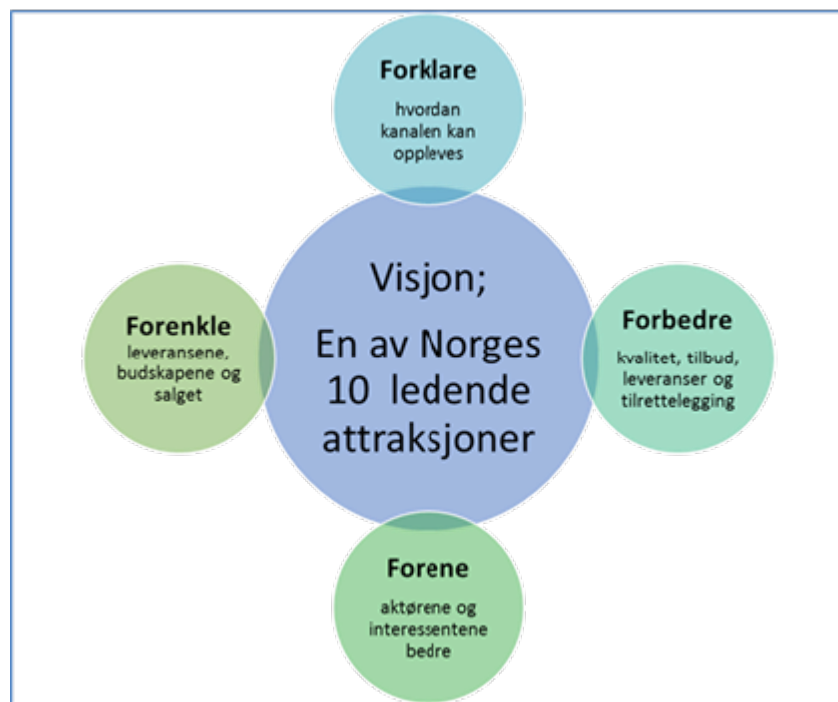 Forklare
hvordan
kanalen kan
oppleves
Visjon;
En av Norges
10 ledende
attraksjoner
Forenkle
leveransene,
budskapene og
salget
Forbedre
kvalitet, tilbud,
leveranser og
tilrettelegging
Forene
aktørene og
interessentene
bedre